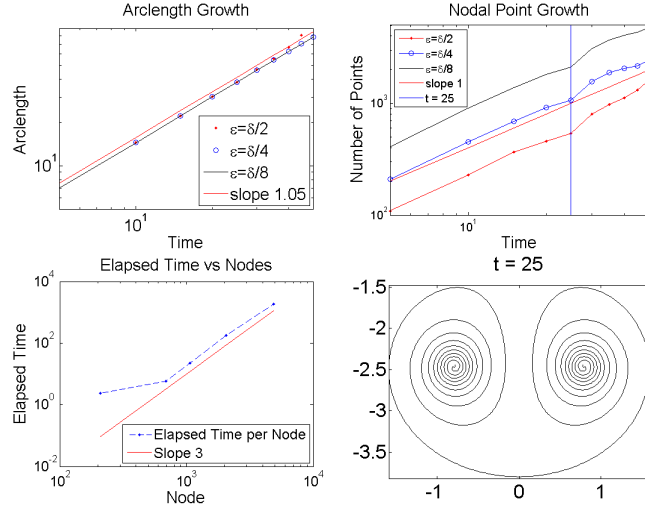 Arclength Growth
Arclength
10^1
10^1
Time
ε=δ/2
ε=δ/4
ε=δ/8
slope 1.05
Nodal Point Growth
Number of Points
10^3
10^2
10^1
Time
ε=δ/2
ε=δ/4
ε=δ/8
slope 1
t = 25
Elapsed Time vs Nodes
Elapsed Time
10^4
10^2
10^0
10^-2
10^2
10^3
10^4
Node
Elapsed Time per Node
Slope 3
t = 25
-1.5
-2
-2.5
-3
-3.5
-1
0
1